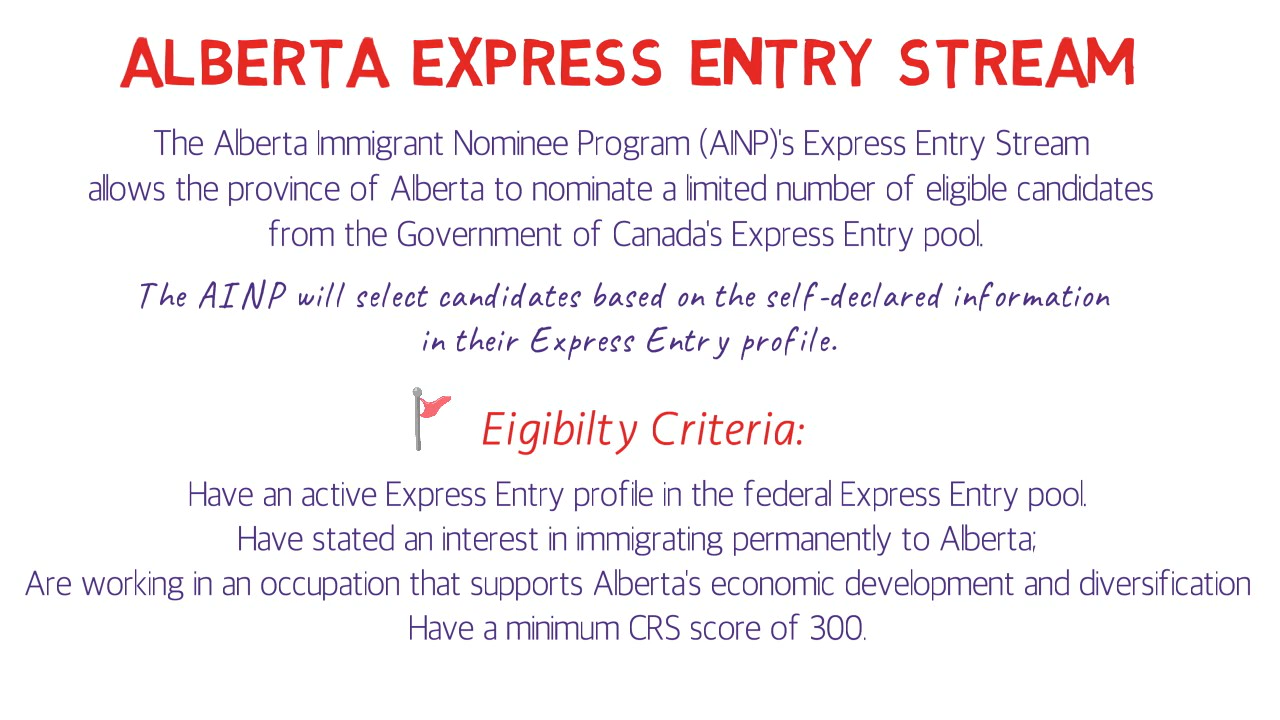 ALBERTA EXPRESS ENTRY STREAM
The Alberta Immigrant Nominee Program (AINP)'s Express Entry Stream
allows the province of Alberta to nominate a limited number of eligible candidates
from the Government of Canada's Express Entry pool.
The AINP will select candidates based on the self-declared information
in their Express Entry profile.
Eigibilty Criteria:
Have an active Express Entry profile in the federal Express Entry pool.
Have stated an interest in immigrating permanently to Alberta;
Are working in an occupation that supports Alberta's economic development and diversification
Have a minimum CRS score of 300.